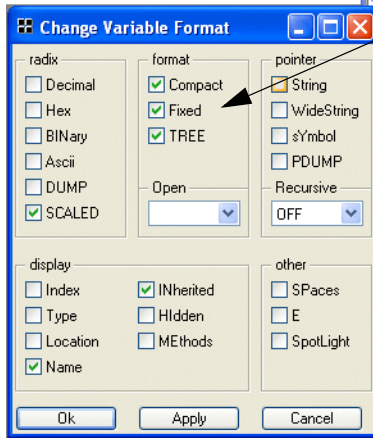 Change Variable Format
radix
Decimal
Hex
BINary
Ascii
DUMP
SCALED
format
Compact
Fixed
TREE
Open
pointer
String
WideString
sYmbol
PDUMP
Recursive
OFF
display
Index
Type
Location
Name
INherited
HIdden
MEthods
other
SPaces
E
SpotLight
Ok
Apply
Cancel